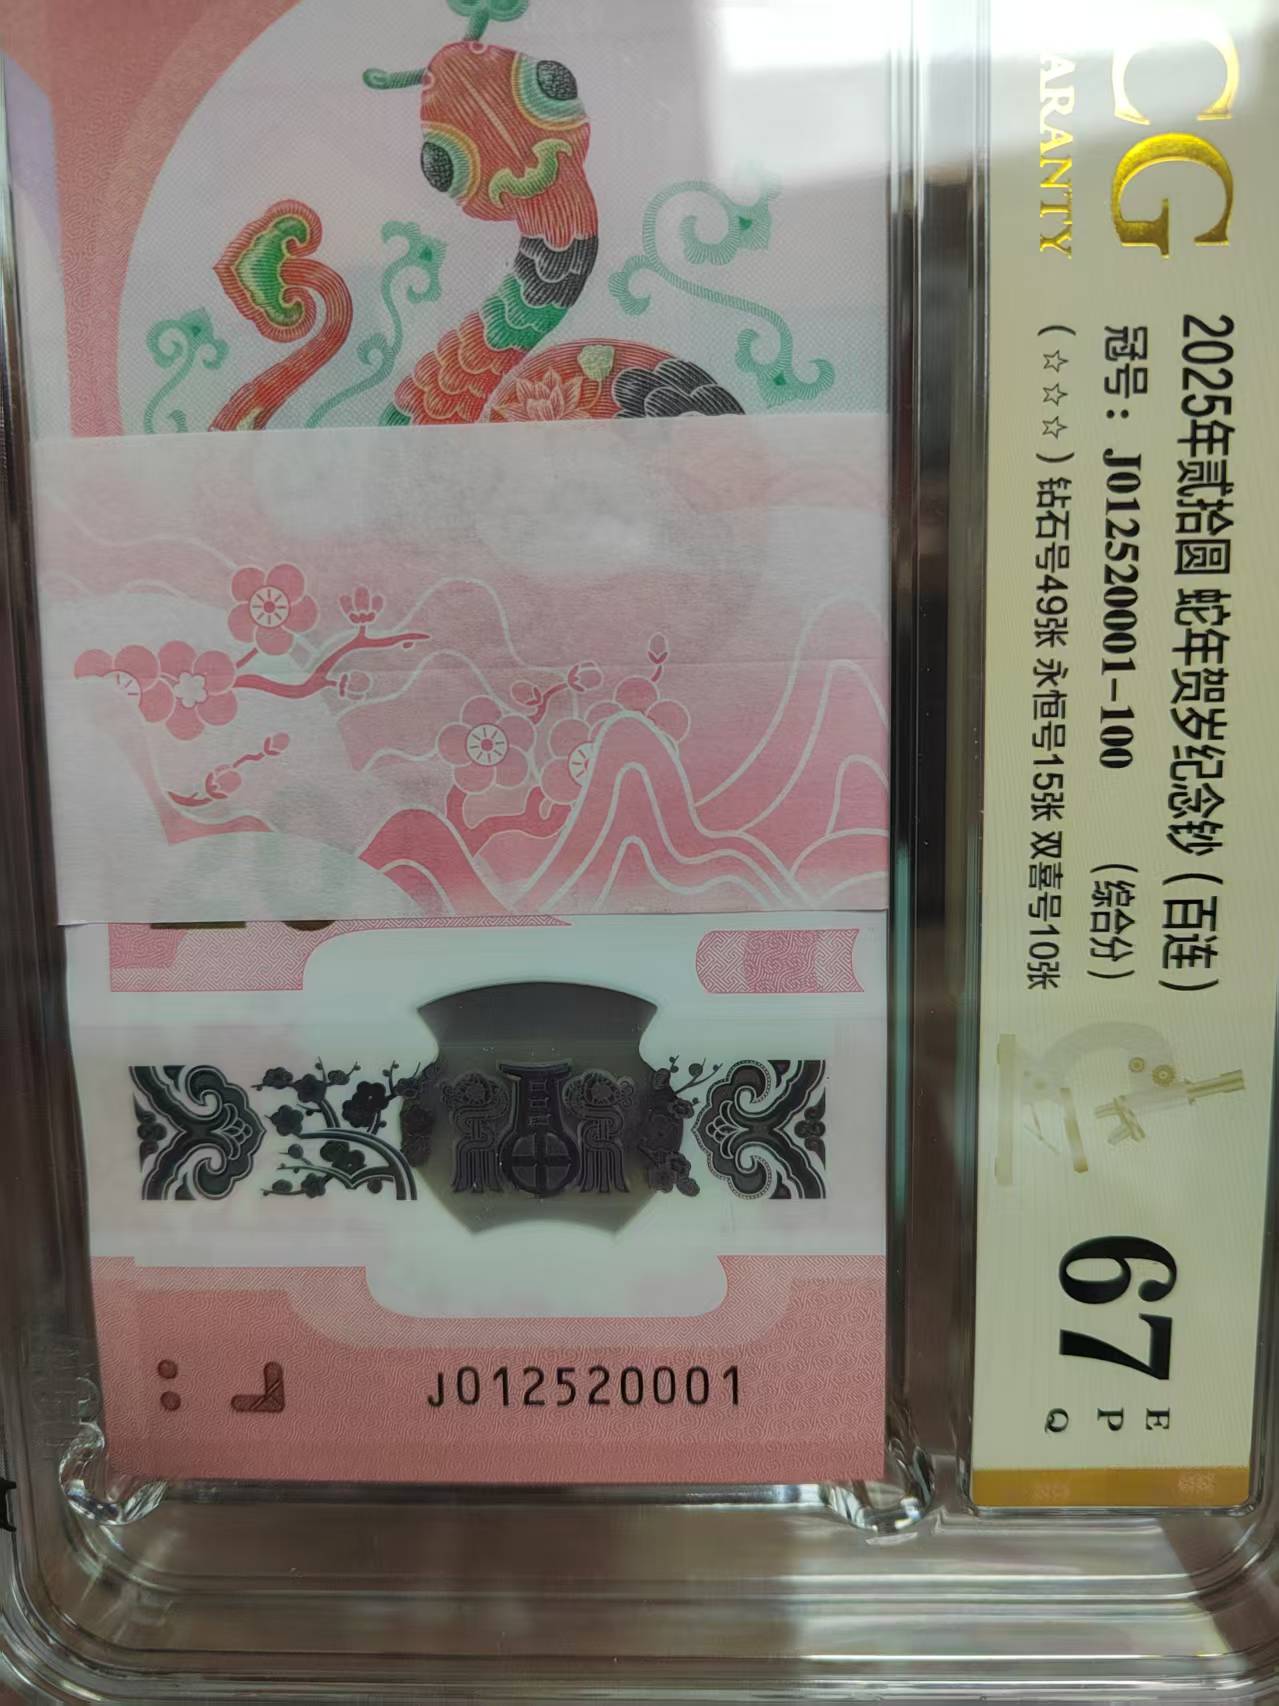 CG
ARANTY
2025年贰拾圆 蛇年贺岁纪念钞（百连）
冠号：J012520001-100 （综合分）
（☆☆☆）钻石号49张 永恒号15张 双喜号10张
67
E
P
Q
J012520001